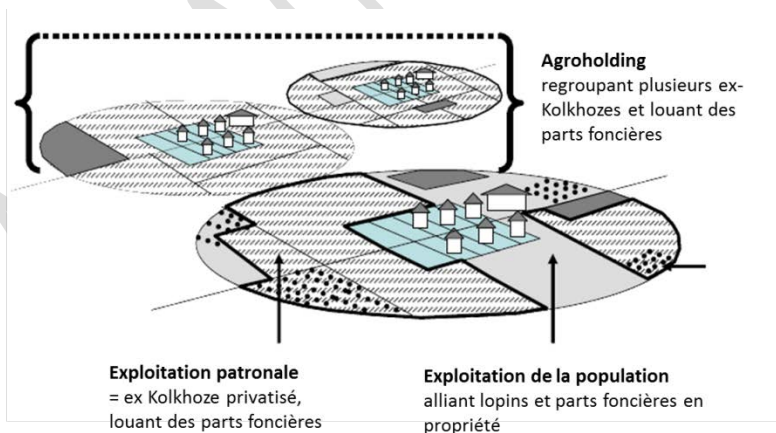 Agroholding
regroupant plusieurs ex-
Kolkhozes et louant des
parts foncières
Exploitation patronale
= ex Kolkhoze privatisé,
louant des parts foncières
Exploitation de la population
alliant lopins et parts foncières en
propriété